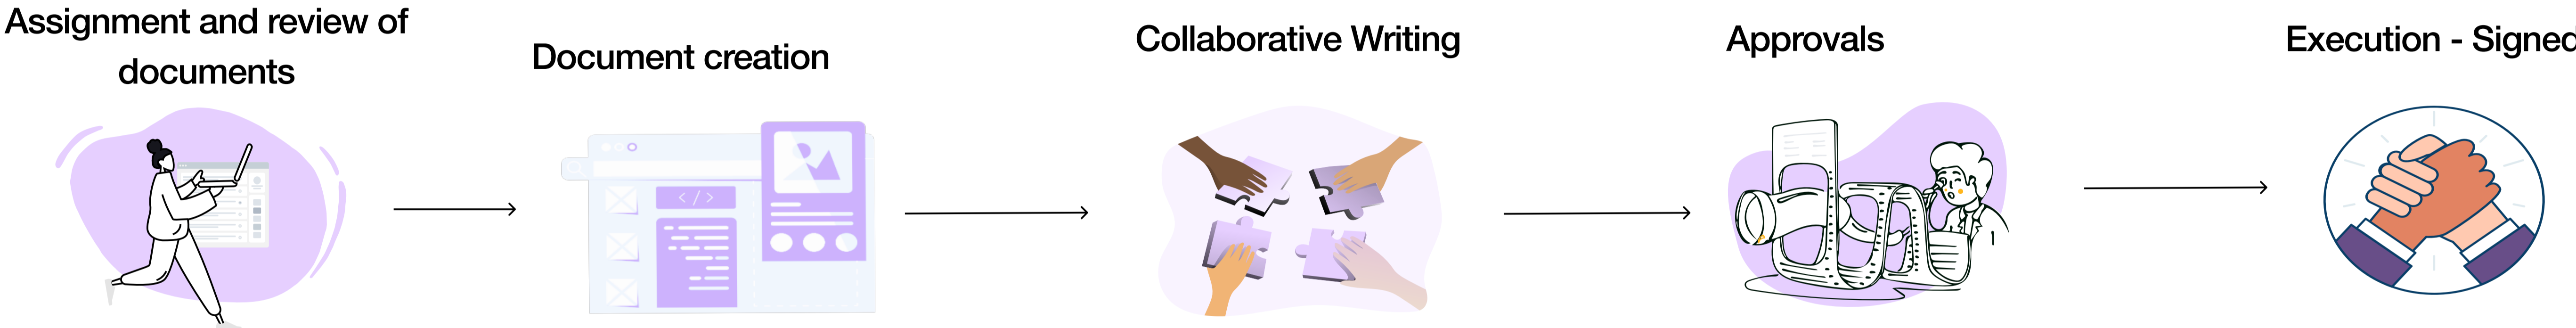 Assignment and review of
documents
Document creation
Collaborative Writing
Approvals
Execution - Signed